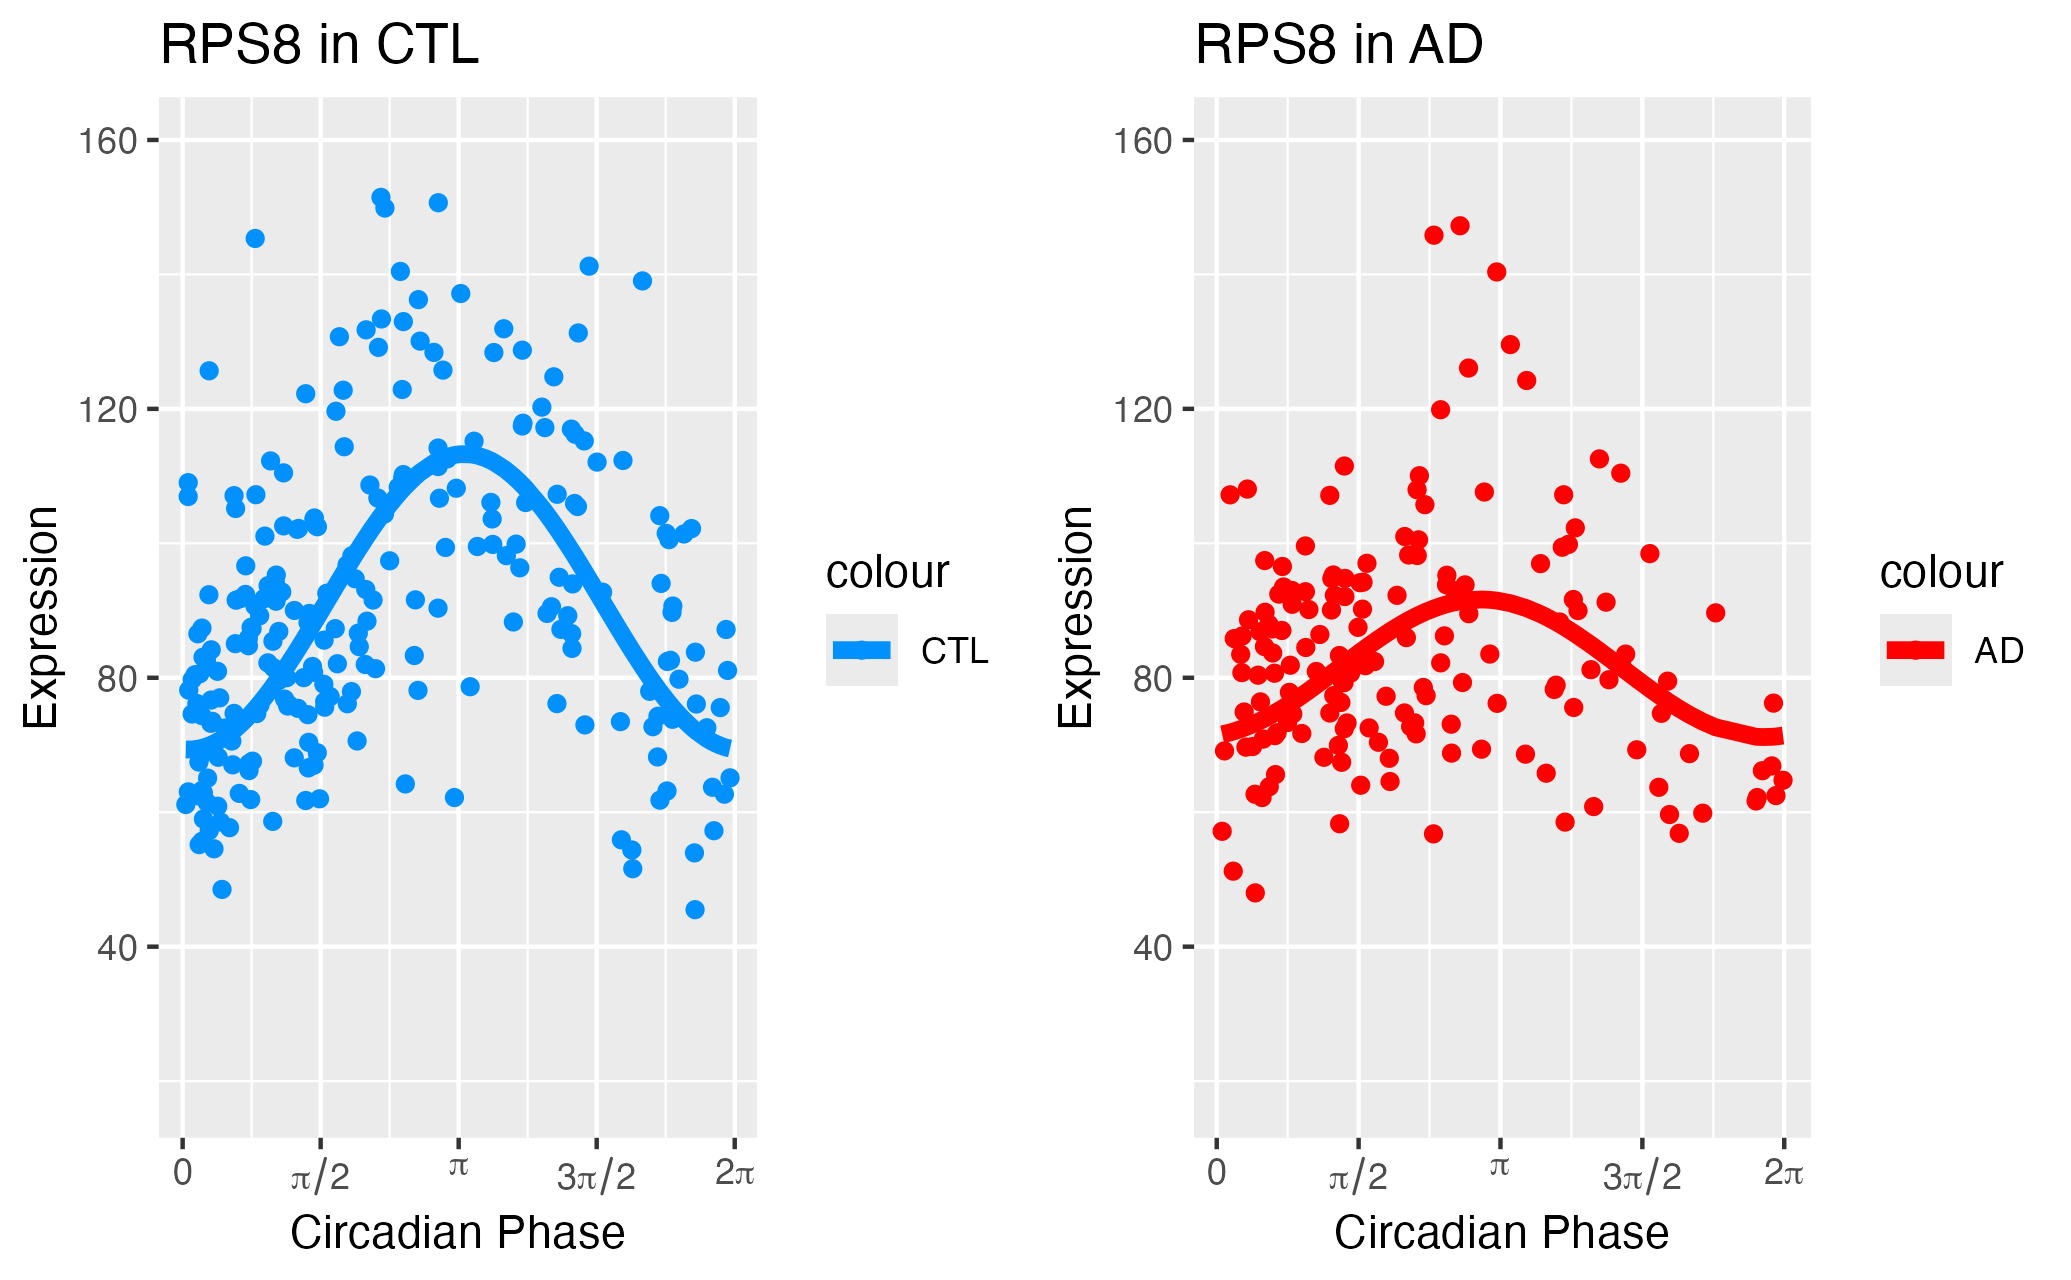 RPS8 in CTL
160
120
80
40
Expression
0 π/2 π 3π/2 2π
Circadian Phase
colour
CTL
RPS8 in AD
160
120
80
40
Expression
0 π/2 π 3π/2 2π
Circadian Phase
colour
AD